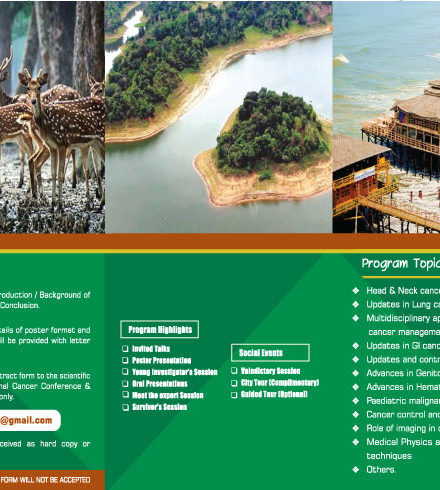 roduction / Background of
Conclusion.
tails of poster format and
ill be provided with letter
tract form to the scientific
nal Cancer Conference &
only.
@gmail.com
ceived as hard copy or
FORM WILL NOT BE ACCEPTED
Program Highlights
Invited Talks
Poster Presentation
Young Investigator's Session
Oral Presentations
Meet the expert Session
Survivor's Session
Social Events
Valedictory Session
City Tour (Complimentary)
Guided Tour (Optional)
Program Topic
Head & Neck cance
Updates in Lung c
Multidisciplinary ap
cancer manageme
Updates in GI canc
Updates and contr
Advances in Genito
Advances in Hemat
Paediatric malignan
Cancer control and
Role of imaging in c
Medical Physics a
techniques
Others.